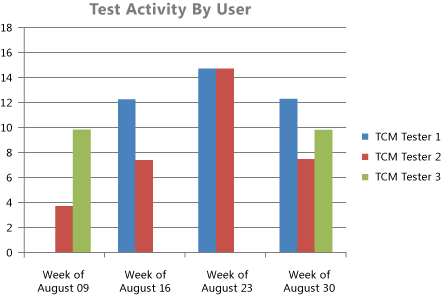 Test Activity By User
18
16
14
12
10
8
6
4
2
0
Week of August 09
Week of August 16
Week of August 23
Week of August 30
TCM Tester 1
TCM Tester 2
TCM Tester 3